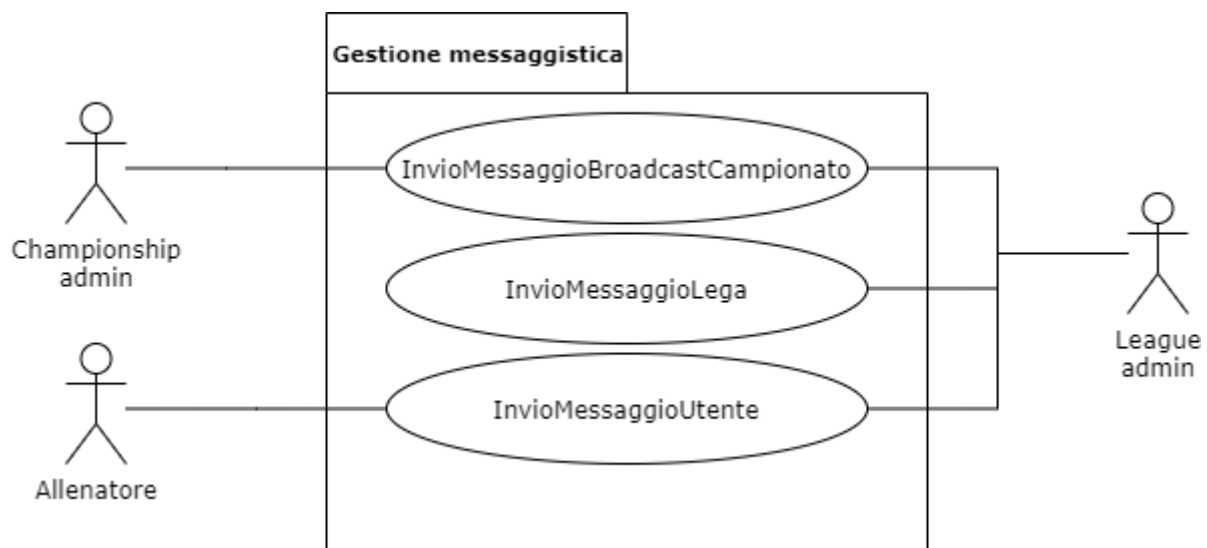 Gestione messaggistica
InvioMessaggioBroadcastCampionato
Championship
admin
InvioMessaggioLega
League
admin
InvioMessaggioUtente
Allenatore